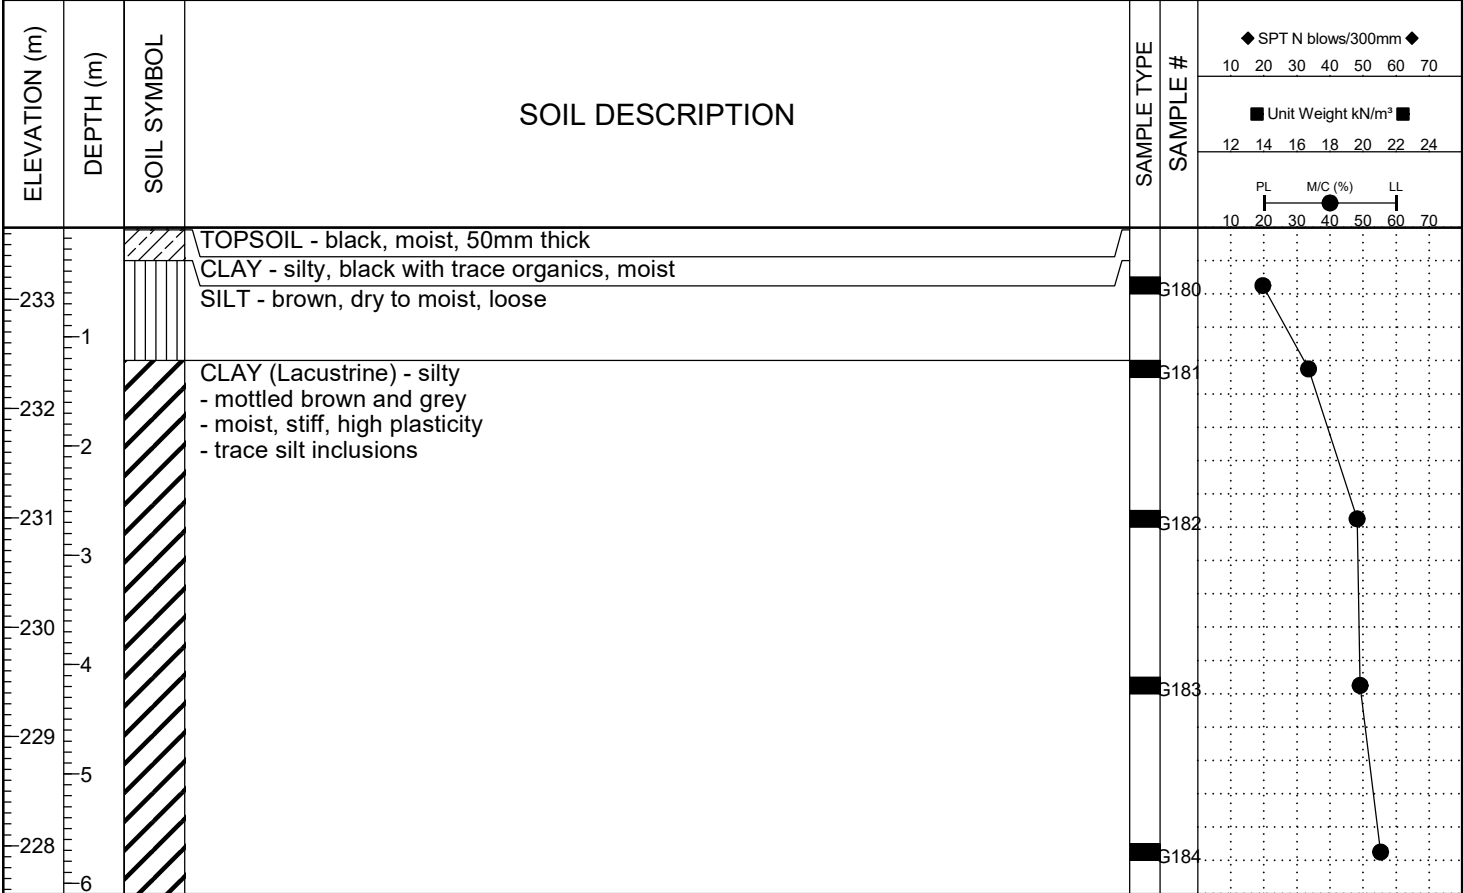 ELEVATION (m)
DEPTH (m)
SOIL SYMBOL
SOIL DESCRIPTION
SAMPLE TYPE
SAMPLE #
◆ SPT N blows/300mm ◆
10 20 30 40 50 60 70
■ Unit Weight kN/m³ ■
12 14 16 18 20 22 24
PL M/C (%) LL
10 20 30 40 50 60 70
TOPSOIL - black, moist, 50mm thick
CLAY - silty, black with trace organics, moist
233
SILT - brown, dry to moist, loose
G180
1
CLAY (Lacustrine) - silty
G181
- mottled brown and grey
232
- moist, stiff, high plasticity
2
- trace silt inclusions
231
G182
3
230
4
G183
229
5
228
G184
6